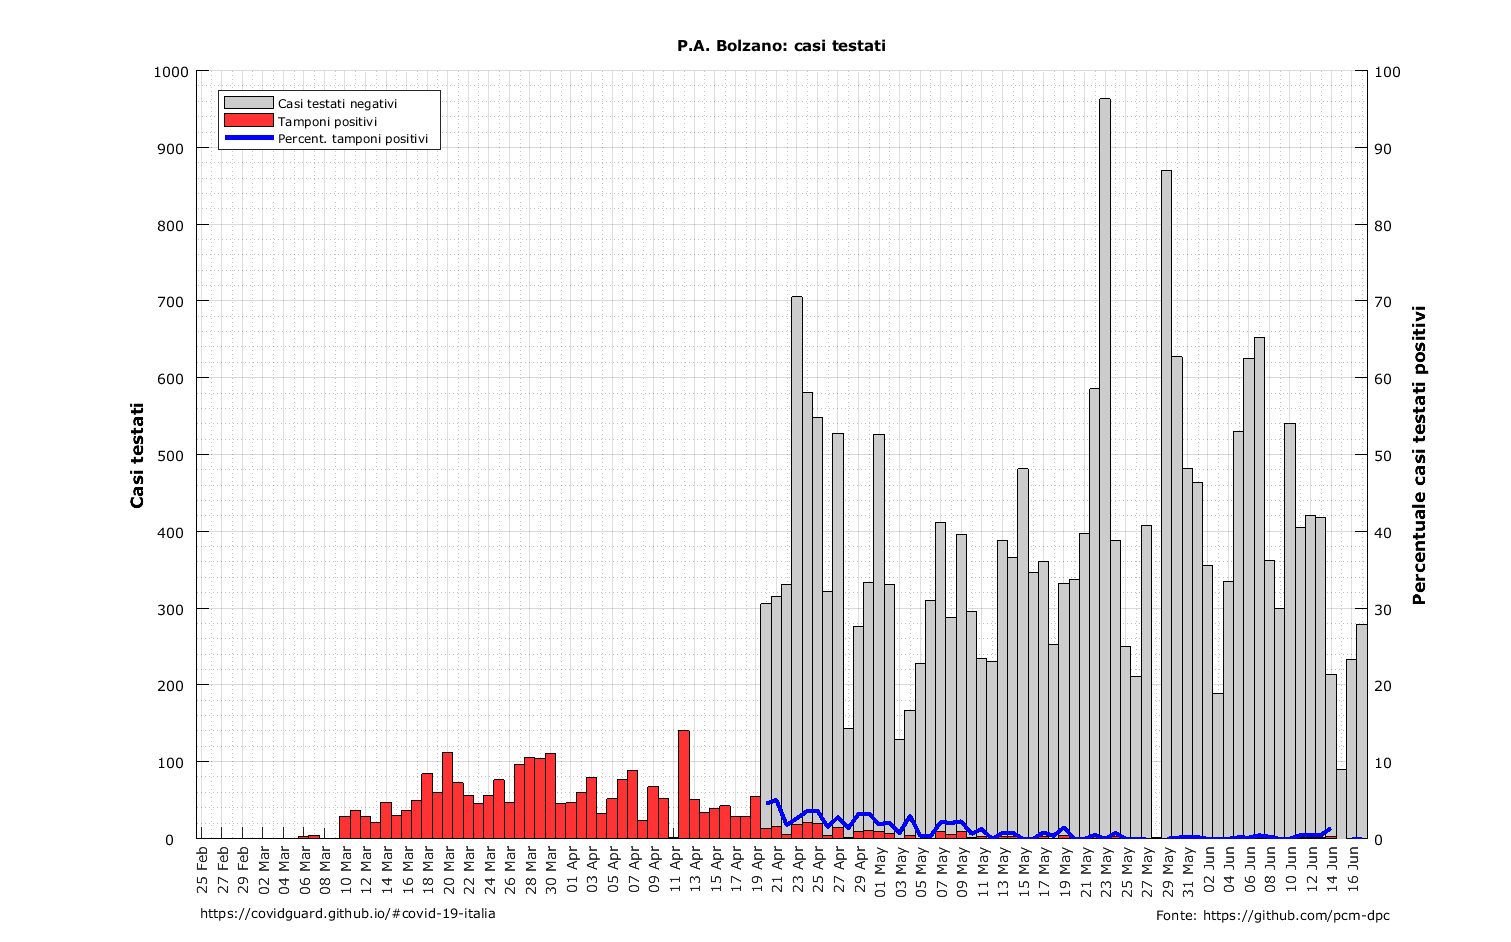 P.A. Bolzano: casi testati
1000
900
800
700
600
500
400
300
200
100
0
100
90
80
70
60
50
40
30
20
10
0
Casi testati negativi
Tamponi positivi
Percent. tamponi positivi
Casi testati
Percentuale casi testati positivi
25 Feb
27 Feb
29 Feb
02 Mar
04 Mar
06 Mar
08 Mar
10 Mar
12 Mar
14 Mar
16 Mar
18 Mar
20 Mar
22 Mar
24 Mar
26 Mar
28 Mar
30 Mar
01 Apr
03 Apr
05 Apr
07 Apr
09 Apr
11 Apr
13 Apr
15 Apr
17 Apr
19 Apr
21 Apr
23 Apr
25 Apr
27 Apr
29 Apr
01 May
03 May
05 May
07 May
09 May
11 May
13 May
15 May
17 May
19 May
21 May
23 May
25 May
27 May
29 May
31 May
02 Jun
04 Jun
06 Jun
08 Jun
10 Jun
12 Jun
14 Jun
16 Jun
https://covidguard.github.io/#covid-19-italia
Fonte: https://github.com/pcm-dpc